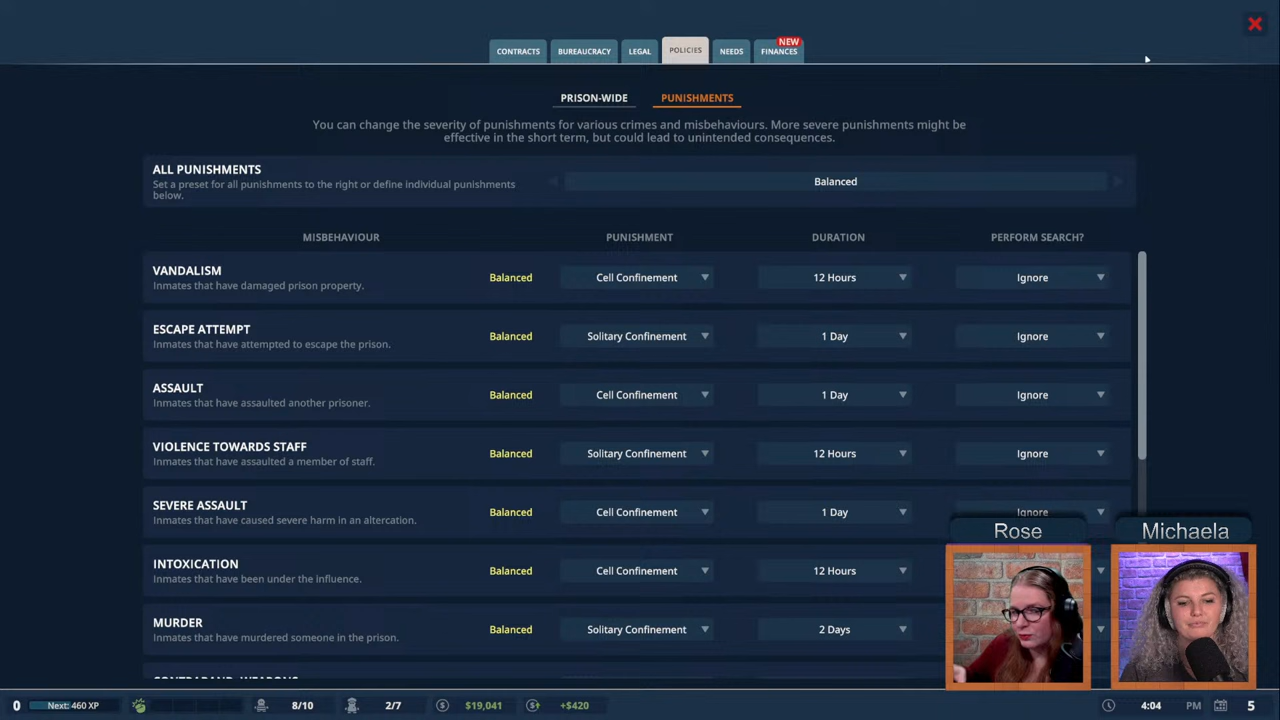 CONTRACTS
BUREAUCRACY
LEGAL
POLICIES
NEEDS
NEW
FINANCES
PRISON-WIDE
PUNISHMENTS
You can change the severity of punishments for various crimes and misbehaviours. More severe punishments might be
effective in the short term, but could lead to unintended consequences.
ALL PUNISHMENTS
Set a preset for all punishments to the right or define individual punishments
below.
Balanced
MISBEHAVIOUR
PUNISHMENT
DURATION
PERFORM SEARCH?
VANDALISM
Inmates that have damaged prison property.
Balanced
Cell Confinement
12 Hours
Ignore
ESCAPE ATTEMPT
Inmates that have attempted to escape the prison.
Balanced
Solitary Confinement
1 Day
Ignore
ASSAULT
Inmates that have assaulted another prisoner.
Balanced
Cell Confinement
1 Day
Ignore
VIOLENCE TOWARDS STAFF
Inmates that have assaulted a member of staff.
Balanced
Solitary Confinement
12 Hours
Ignore
SEVERE ASSAULT
Inmates that have caused severe harm in an altercation.
Balanced
Cell Confinement
1 Day
Ignore
Rose
Michaela
INTOXICATION
Inmates that have been under the influence.
Balanced
Cell Confinement
12 Hours
MURDER
Inmates that have murdered someone in the prison.
Balanced
Solitary Confinement
2 Days
CONTRABAND: WEAPONS
0
Next: 460 XP
8/10
2/7
$19,041
+$420
4:04
PM
5